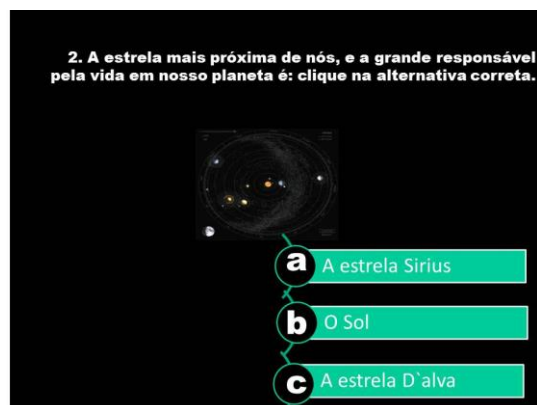 2. A estrela mais próxima de nós, e a grande responsável
pela vida em nosso planeta é: clique na alternativa correta.
a A estrela Sirius
b O Sol
c A estrela D`alva